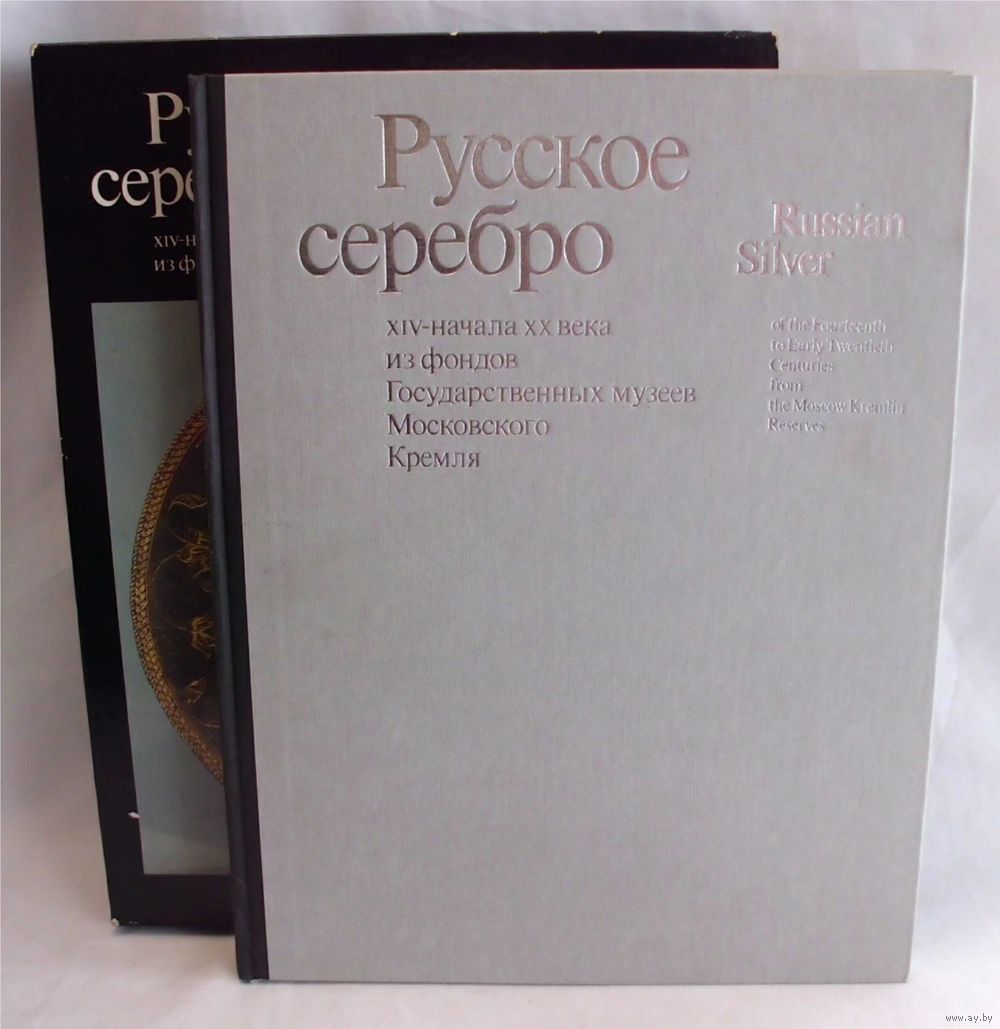 Русское
серебро
XIV-начала XX века
из фондов
Государственных музеев
Московского
Кремля
Russian
Silver
of the Fourteenth
to Early Twentieth
Centuries
from
the Moscow Kremlin
Reserves
Ру
сере
XIV-н
из ф
www.ay.by